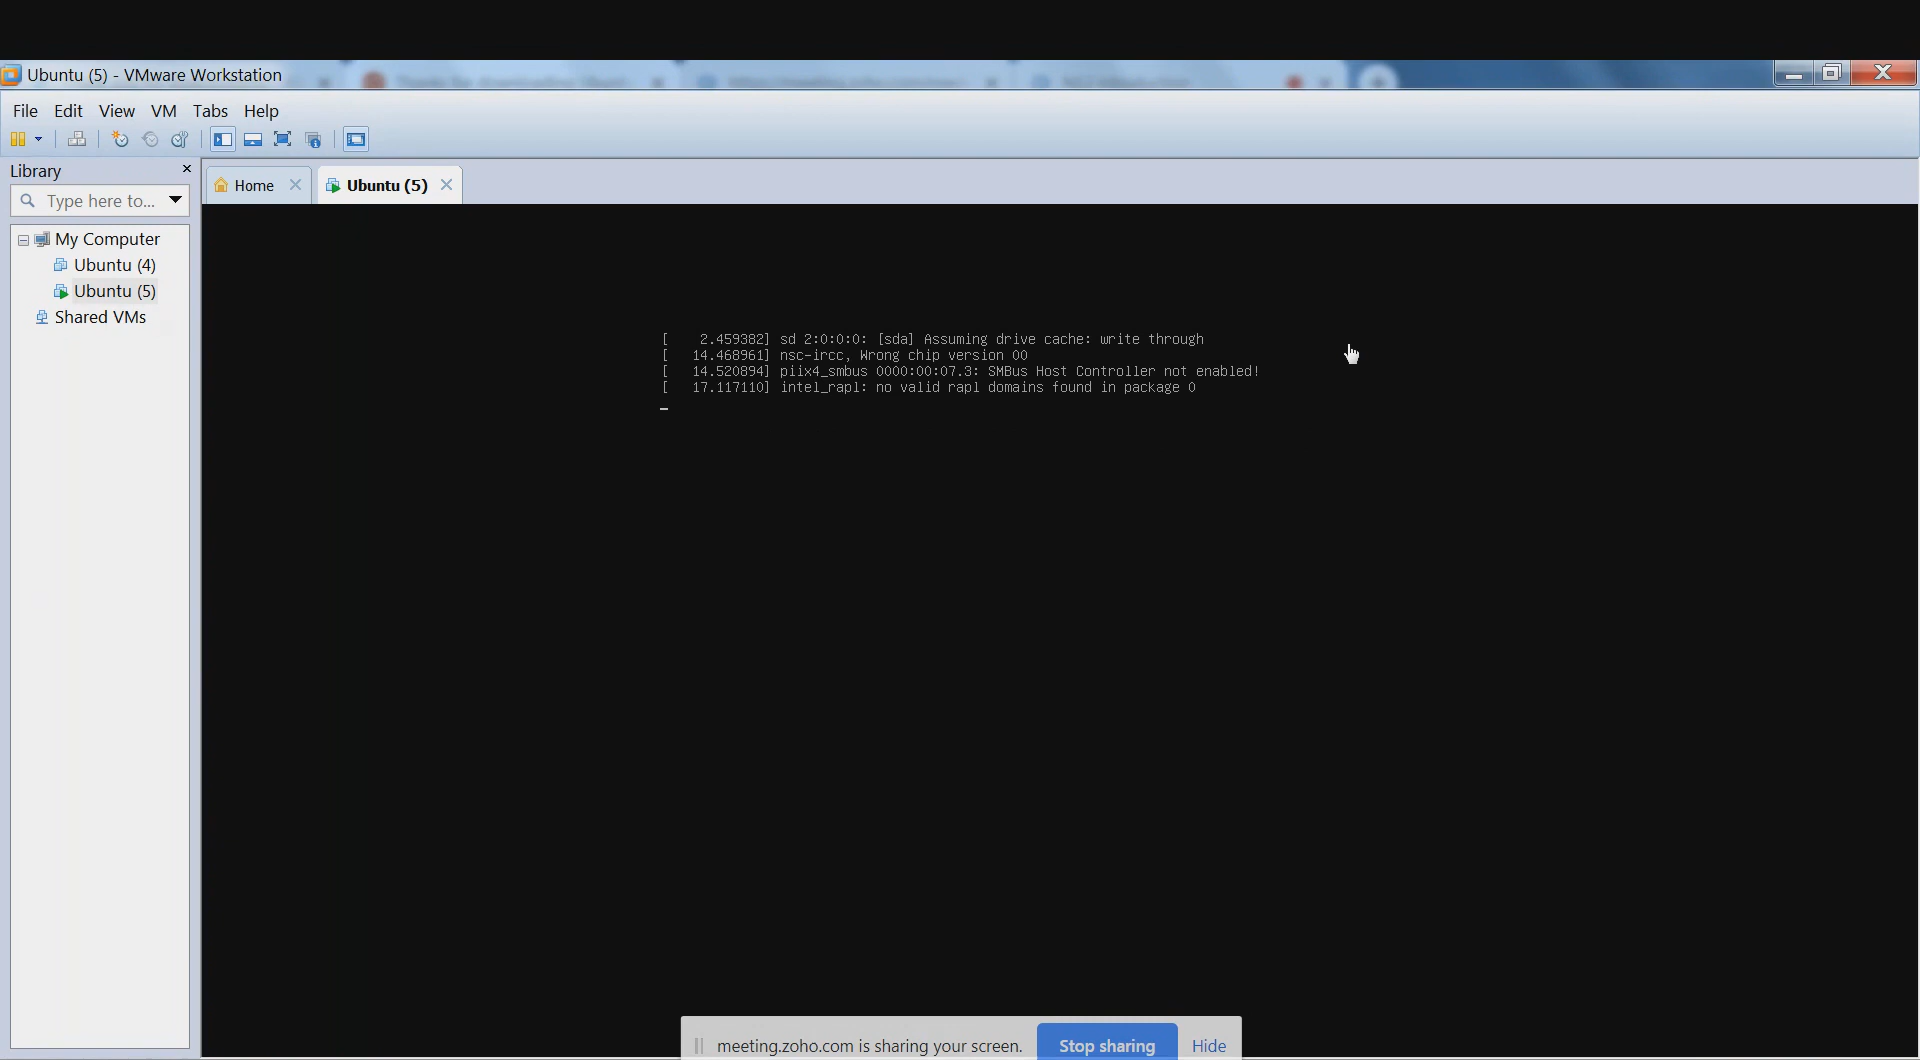 Ubuntu (5) - VMware Workstation
File Edit View VM Tabs Help
Library
Type here to...
Home
Ubuntu (5)
My Computer
Ubuntu (4)
Ubuntu (5)
Shared VMs
[    2.459382] sd 2:0:0:0: [sda] Assuming drive cache: write through
[   14.468961] nsc-ircc, Wrong chip version 00
[   14.520894] piix4_smbus 0000:00:07.3: SMBus Host Controller not enabled!
[   17.117110] intel_rapl: no valid rapl domains found in package 0
meeting.zoho.com is sharing your screen. Stop sharing Hide